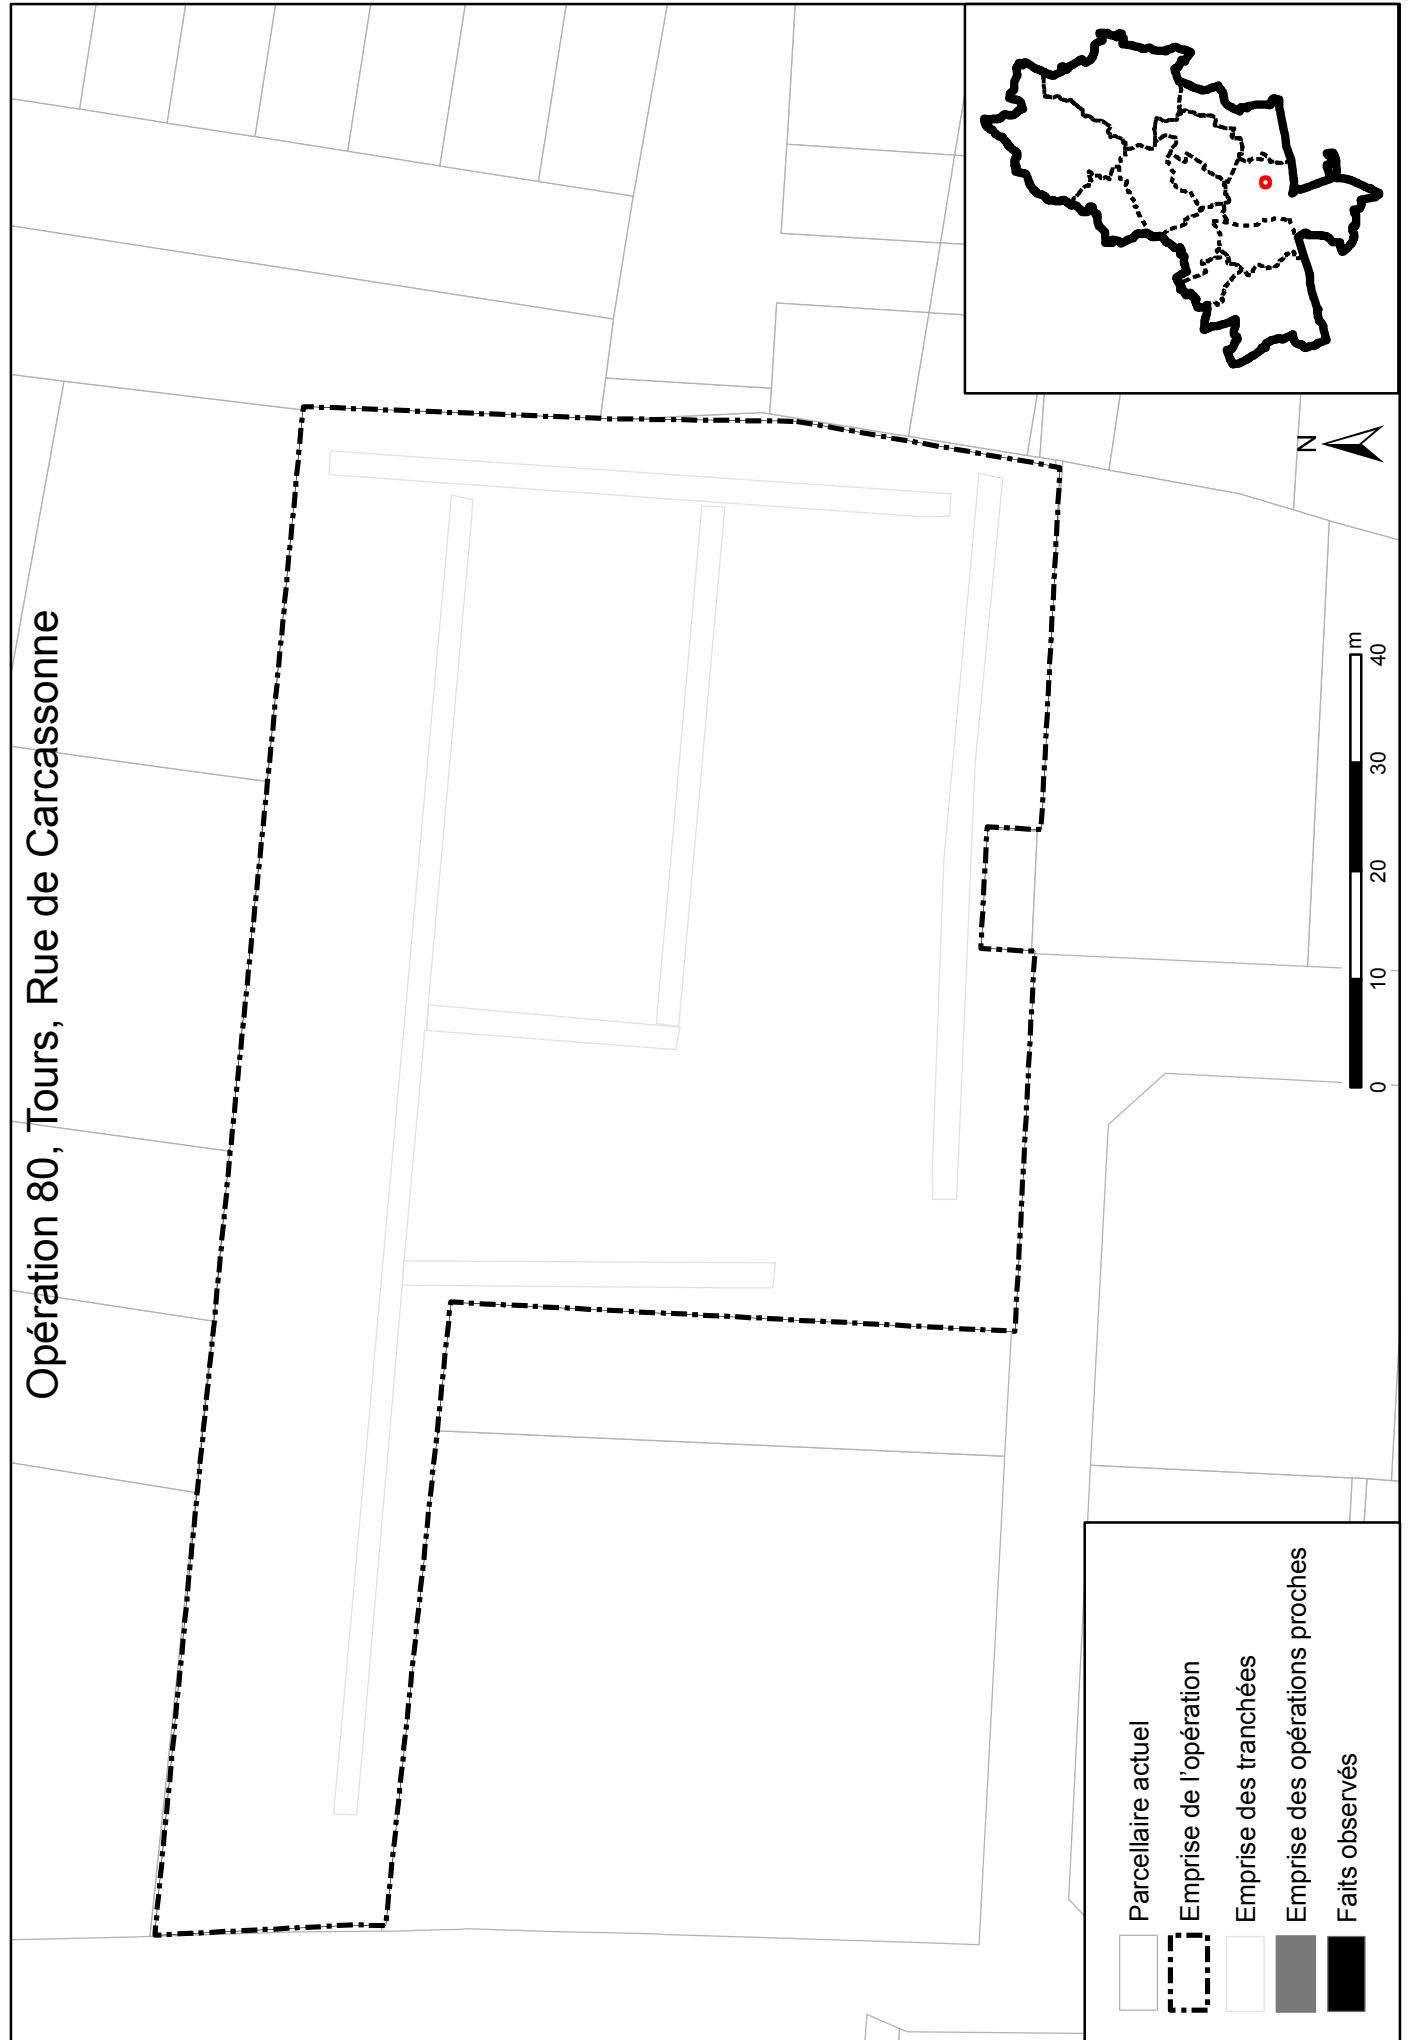 Opération 80, Tours, Rue de Carcassonne
N
m
0 10 20 30 40
Parcellaire actuel
Emprise de l'opération
Emprise des tranchées
Emprise des opérations proches
Faits observés